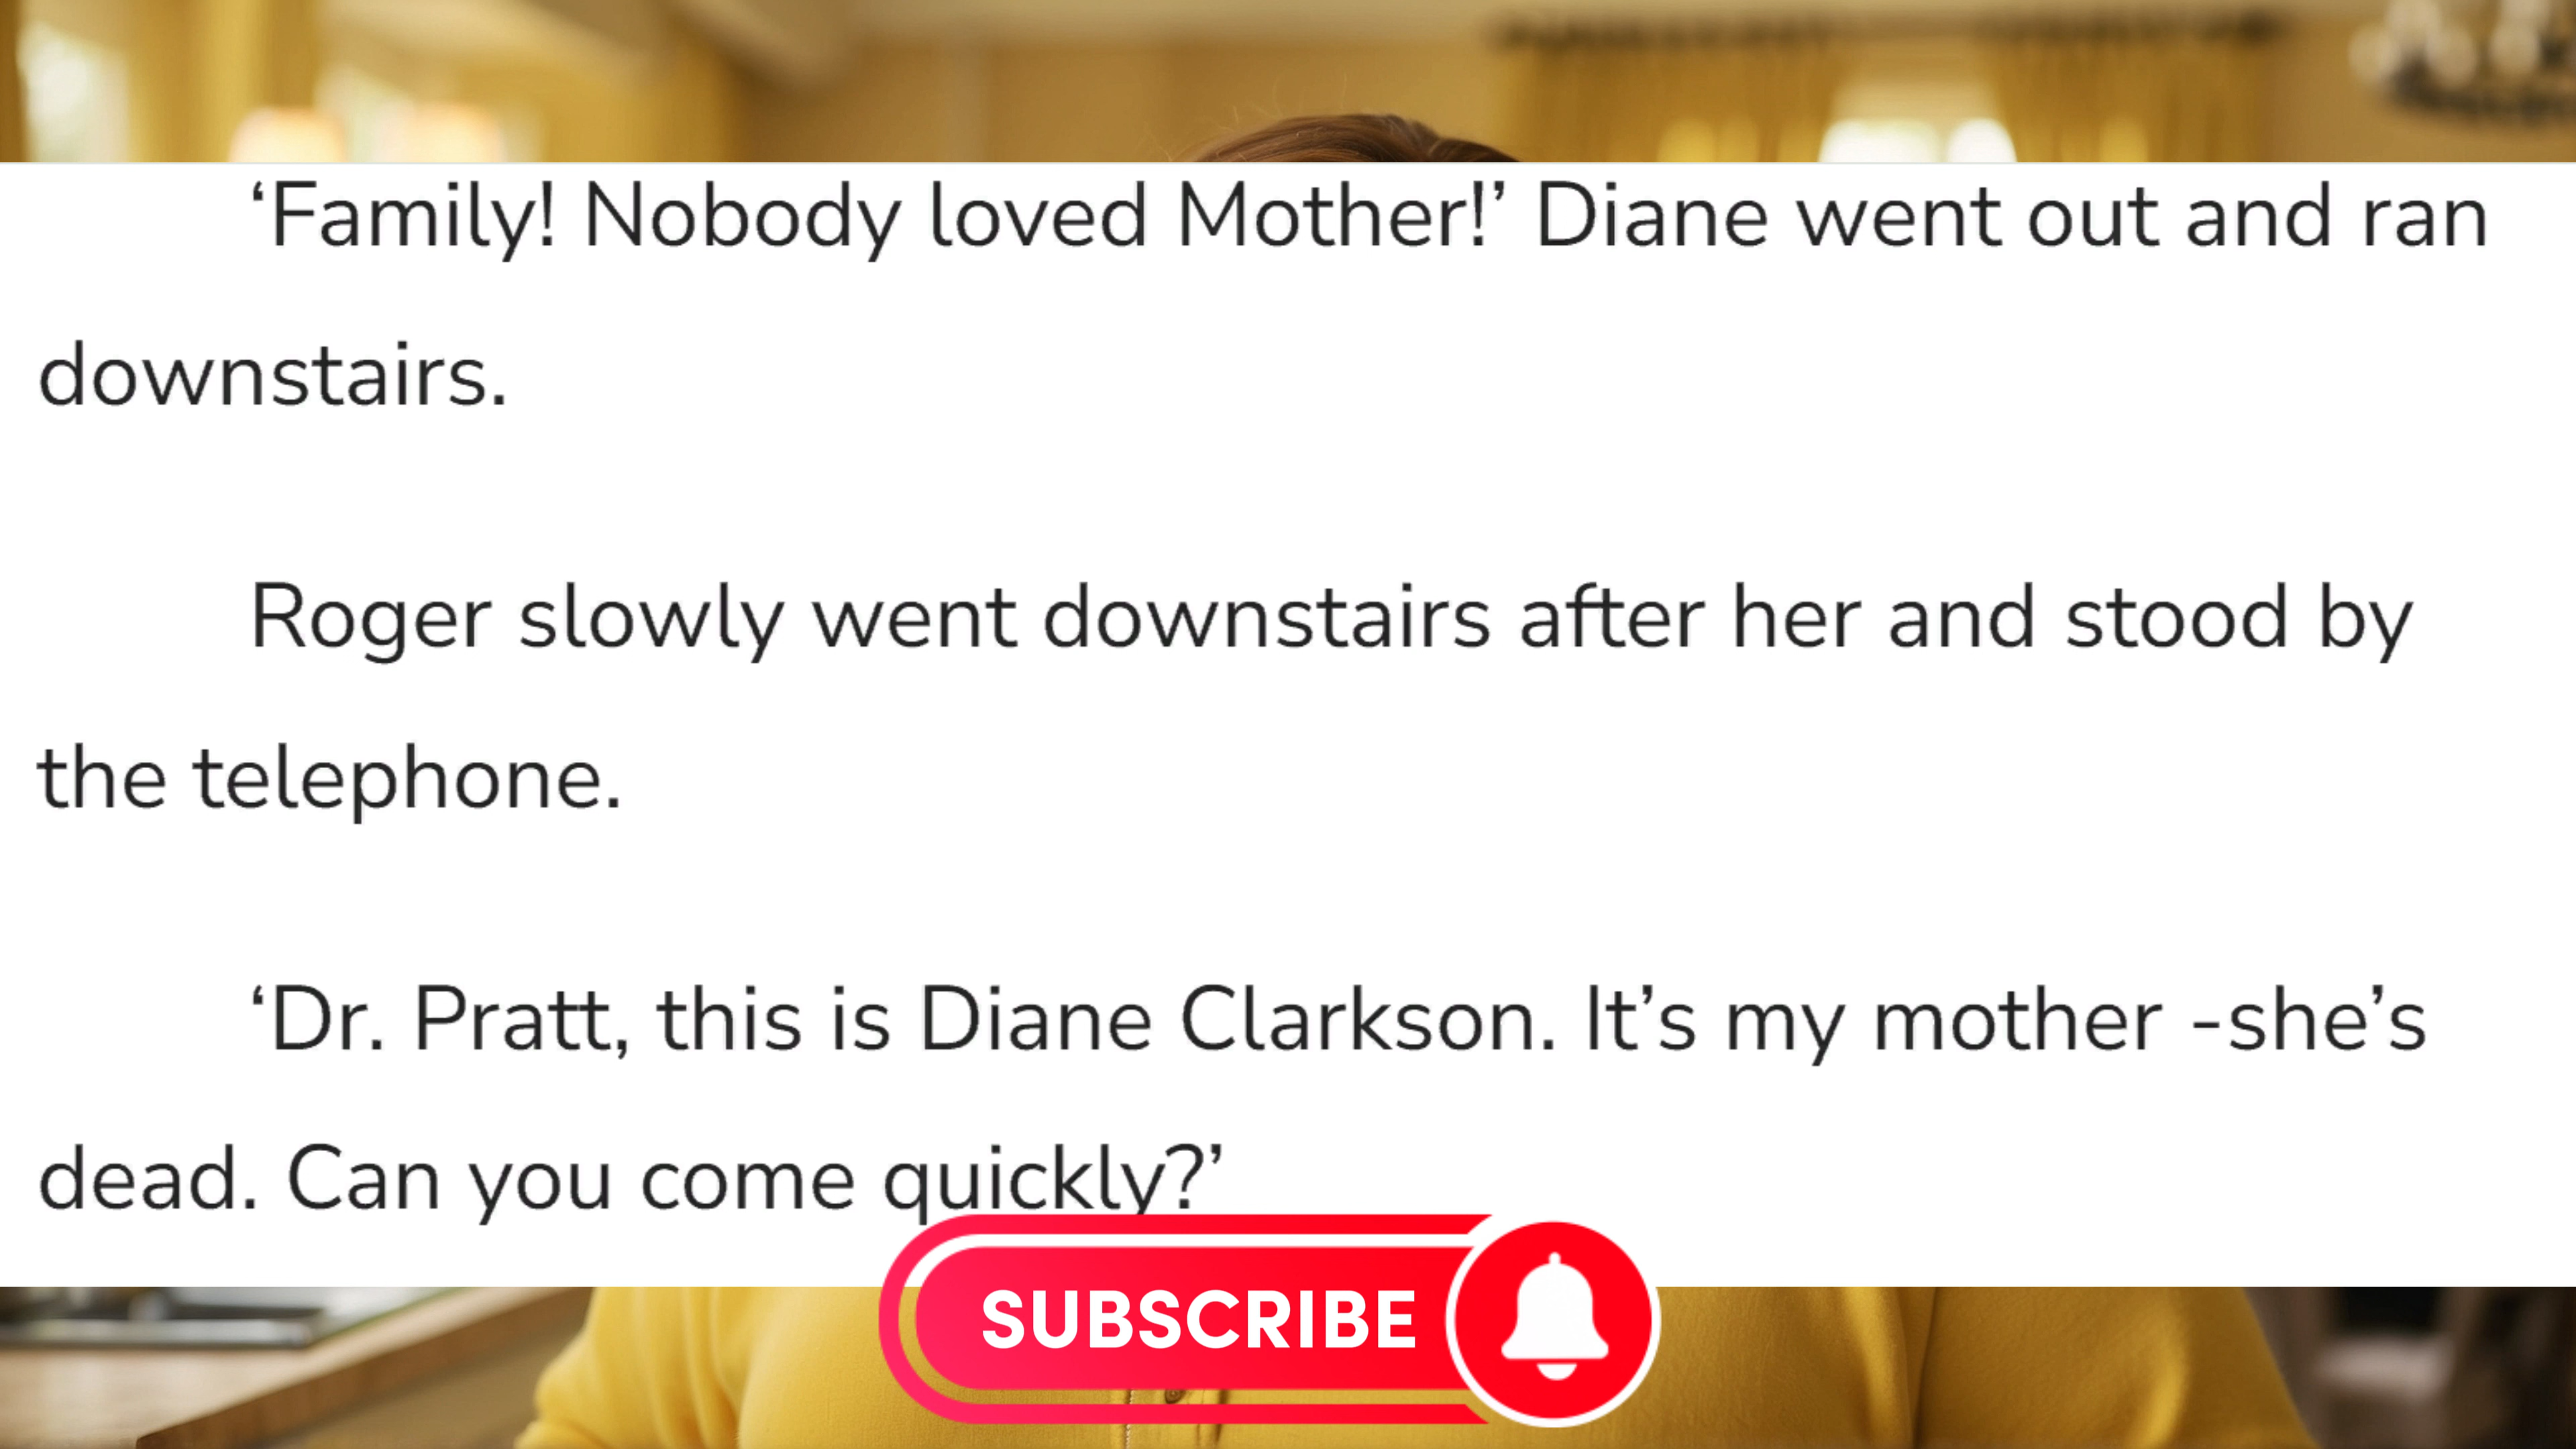 ‘Family! Nobody loved Mother!’ Diane went out and ran
downstairs.
Roger slowly went downstairs after her and stood by
the telephone.
‘Dr. Pratt, this is Diane Clarkson. It’s my mother -she’s
dead. Can you come quickly?’
SUBSCRIBE